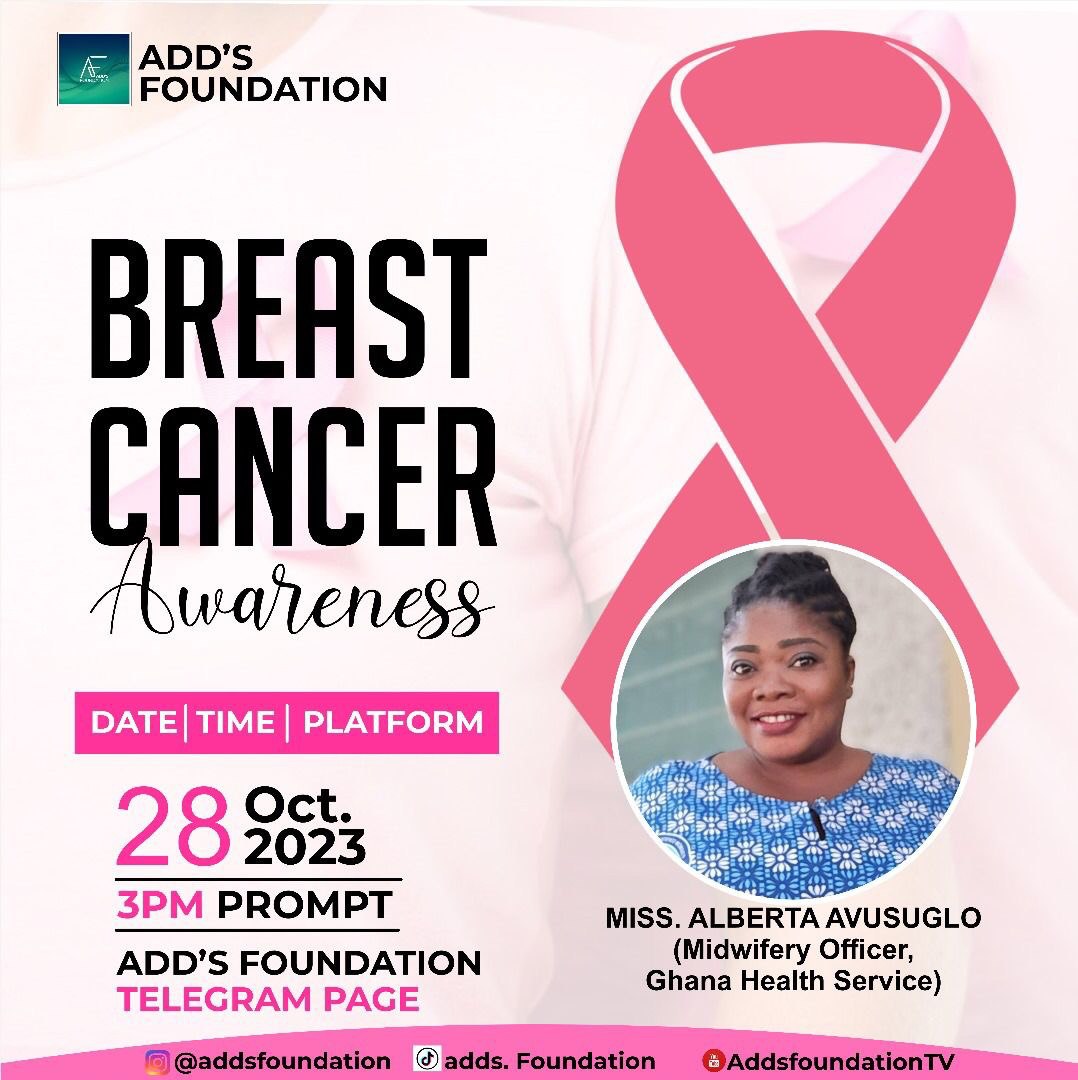 ADD'S
FOUNDATION
BREAST
CANCER
Awareness
DATE| TIME | PLATFORM
28 Oct.
2023
3PM PROMPT
ADD'S FOUNDATION
TELEGRAM PAGE
MISS. ALBERTA AVUSUGLO
(Midwifery Officer,
Ghana Health Service)
@addsfoundation adds. Foundation AddsfoundationTV